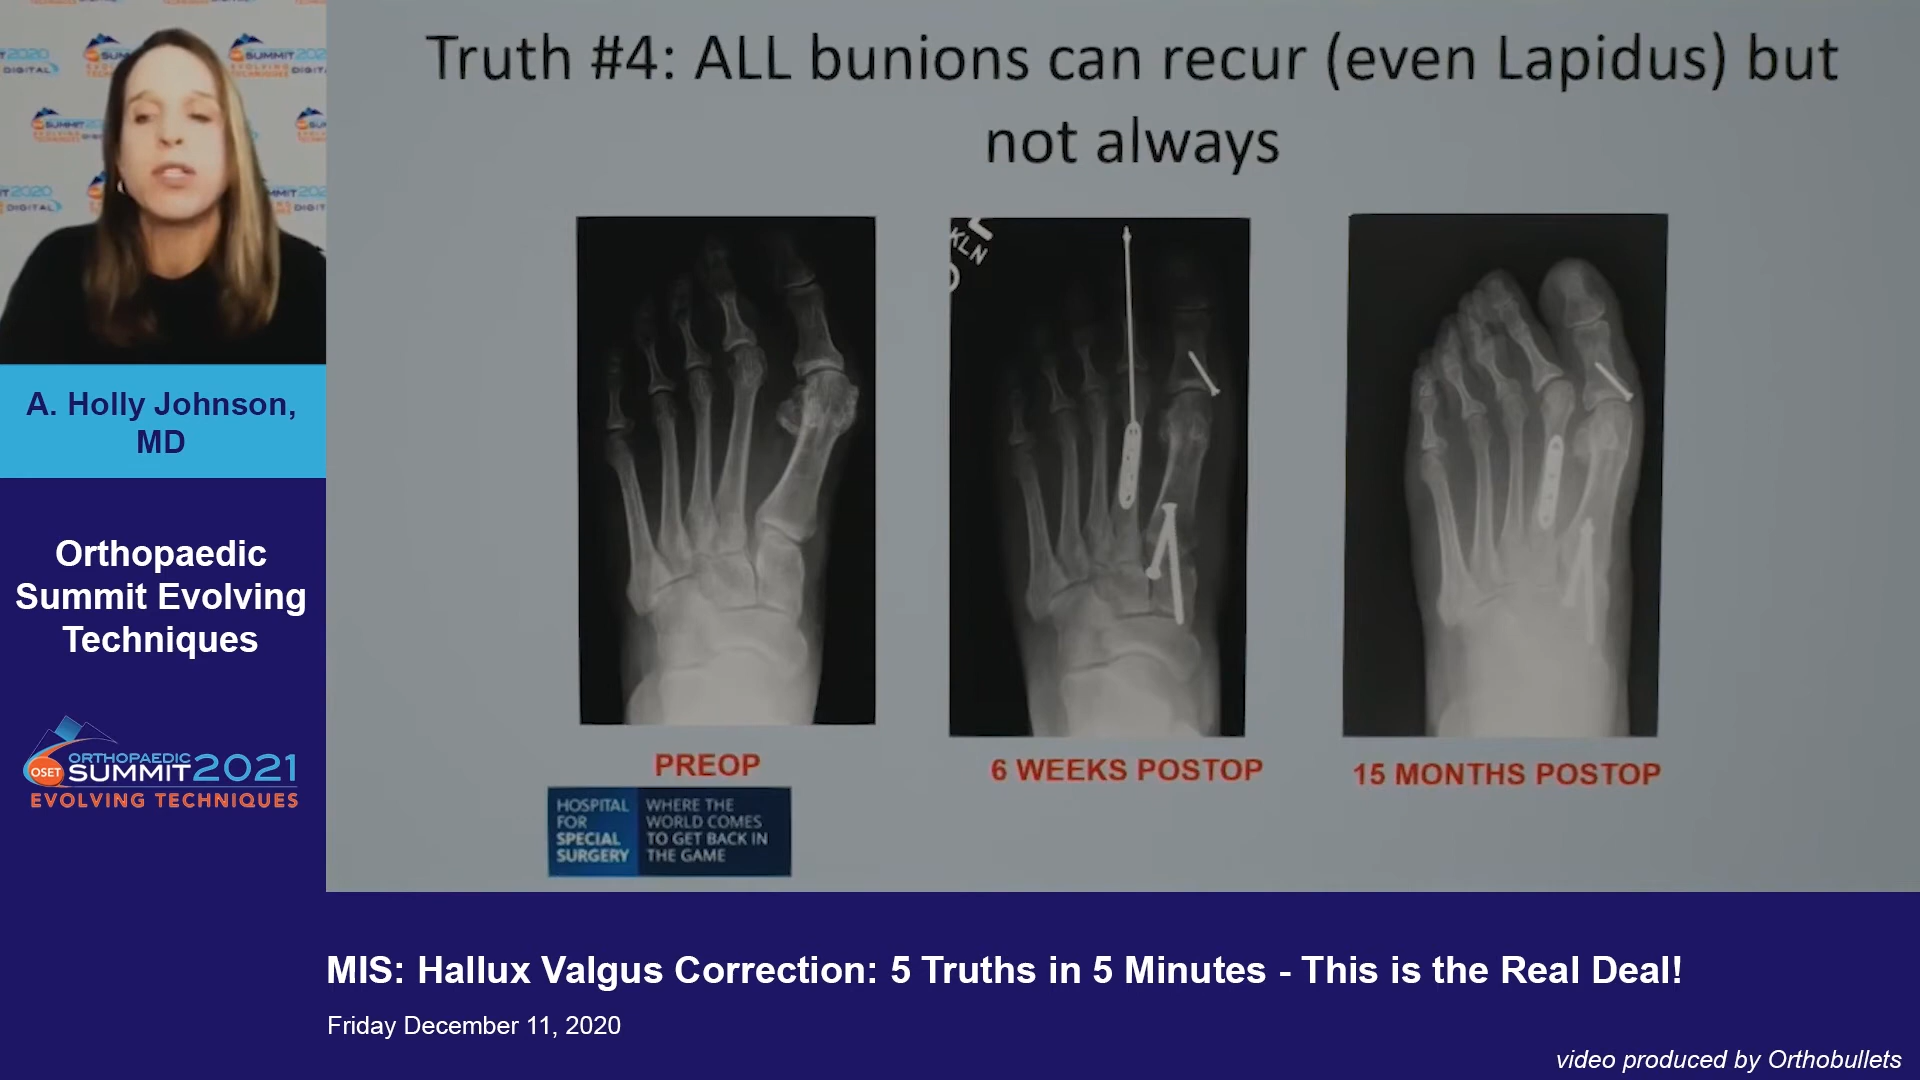 Truth #4: ALL bunions can recur (even Lapidus) but
not always
KLN
PREOP
6 WEEKS POSTOP
15 MONTHS POSTOP
HOSPITAL
FOR
SPECIAL
SURGERY
WHERE THE
WORLD COMES
TO GET BACK IN
THE GAME
A. Holly Johnson,
MD
Orthopaedic
Summit Evolving
Techniques
OSET
ORTHOPAEDIC
SUMMIT 2021
EVOLVING TECHNIQUES
MIS: Hallux Valgus Correction: 5 Truths in 5 Minutes - This is the Real Deal!
Friday December 11, 2020
video produced by Orthobullets